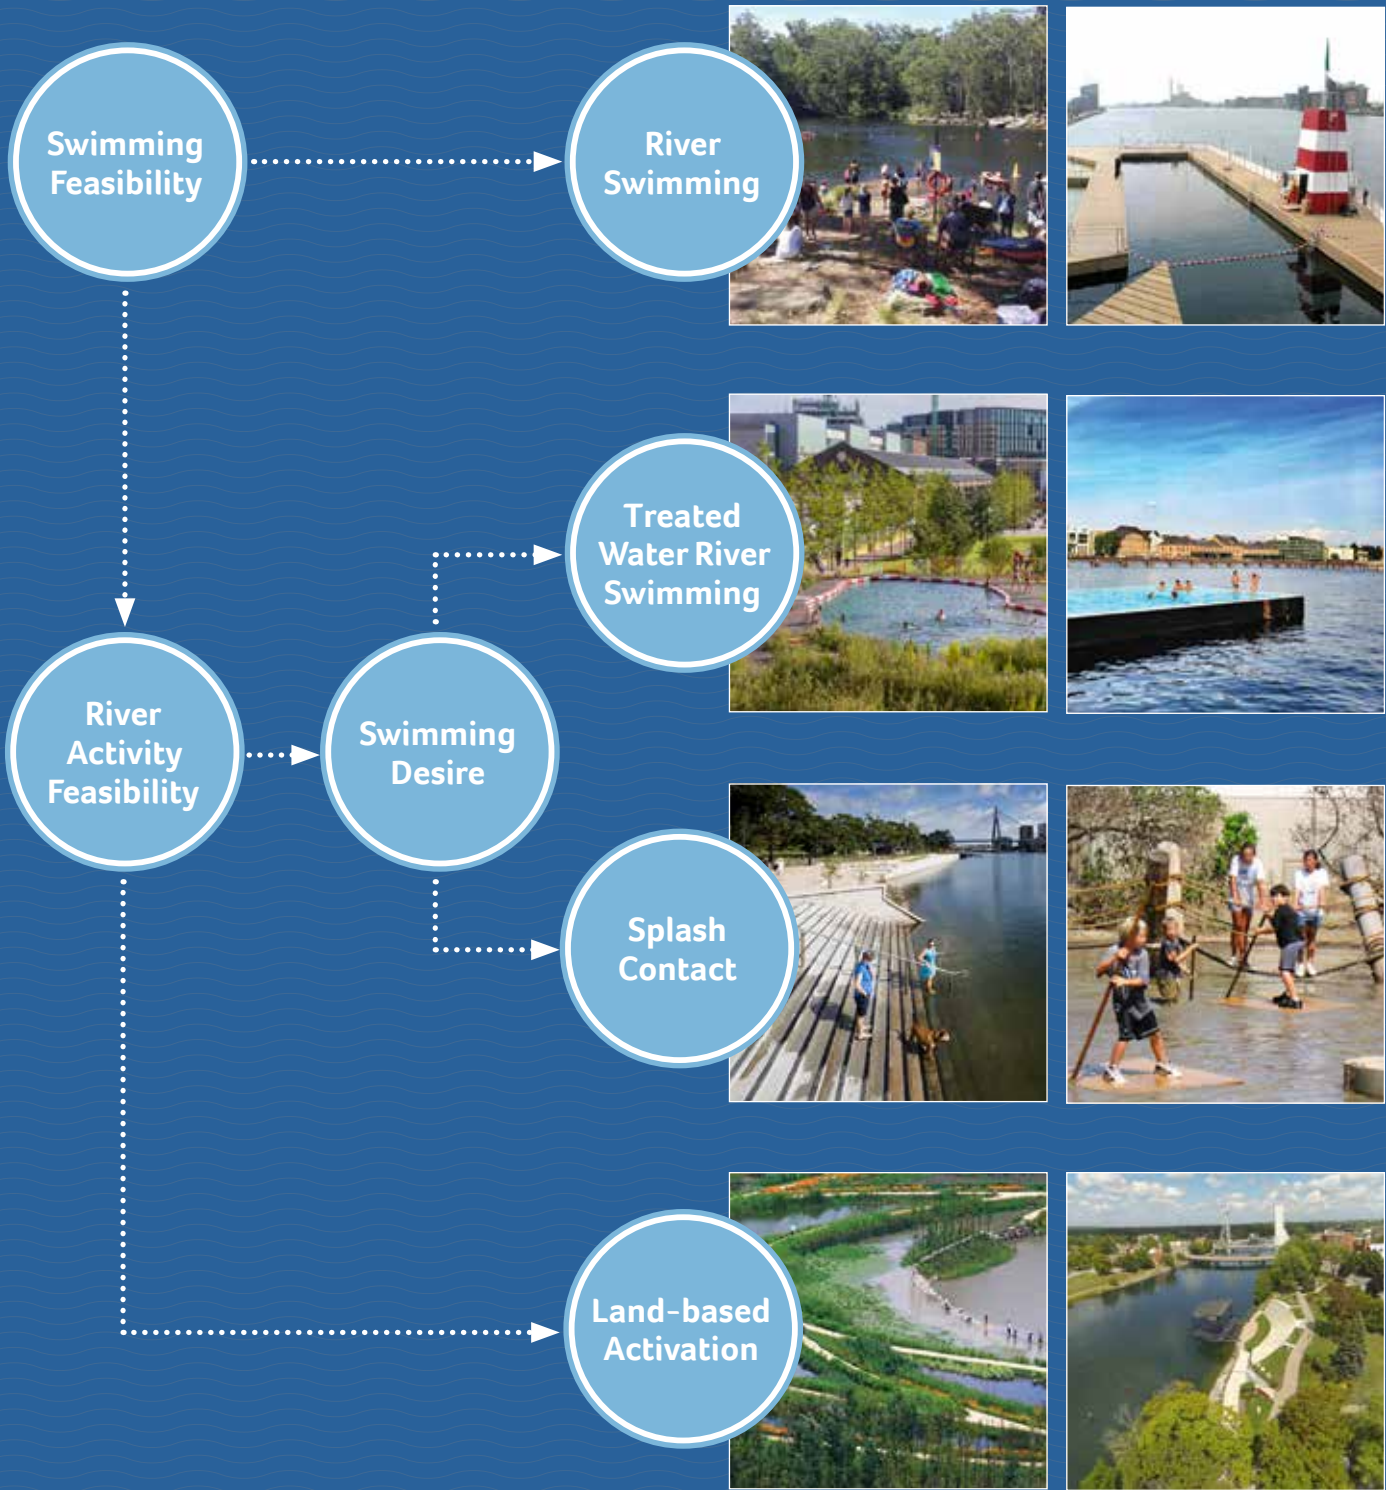 Swimming
Feasibility
River
Swimming
Treated
Water River
Swimming
River
Activity
Feasibility
Swimming
Desire
Splash
Contact
Land-based
Activation